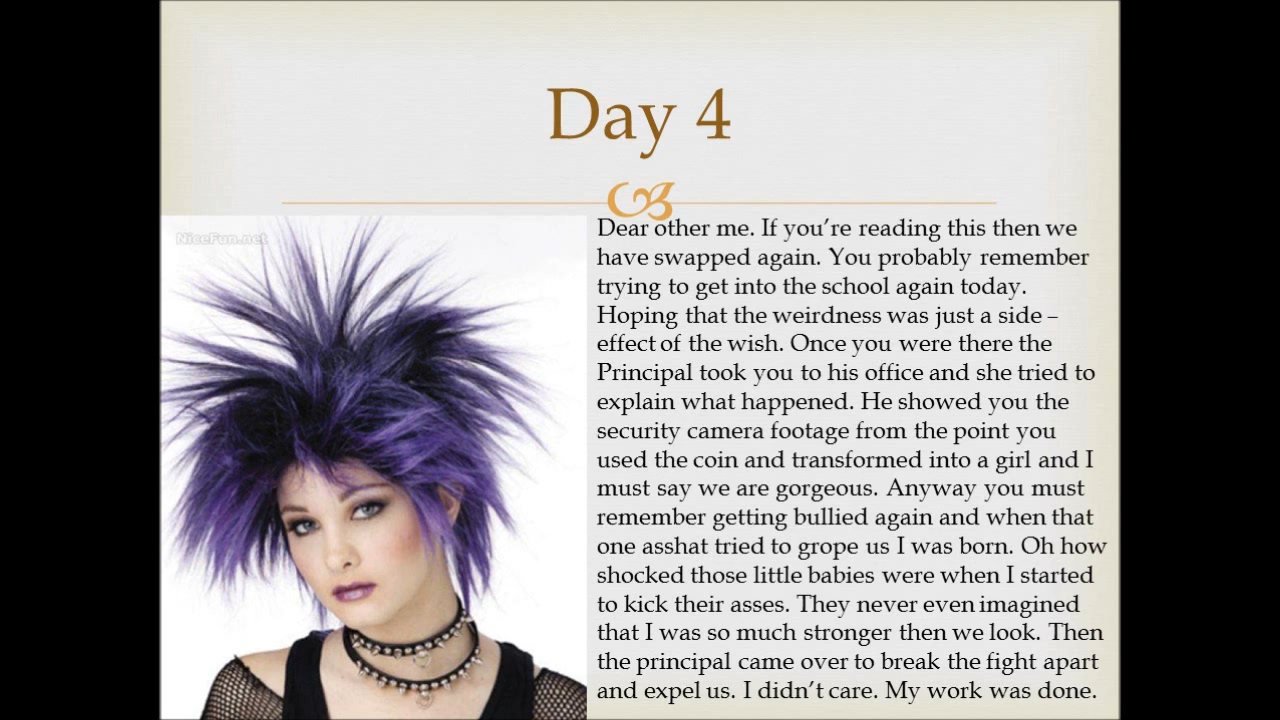 Day 4
NiceFun.net
Dear other me. If you’re reading this then we
have swapped again. You probably remember
trying to get into the school again today.
Hoping that the weirdness was just a side –
effect of the wish. Once you were there the
Principal took you to his office and she tried to
explain what happened. He showed you the
security camera footage from the point you
used the coin and transformed into a girl and I
must say we are gorgeous. Anyway you must
remember getting bullied again and when that
one asshat tried to grope us I was born. Oh how
shocked those little babies were when I started
to kick their asses. They never even imagined
that I was so much stronger then we look. Then
the principal came over to break the fight apart
and expel us. I didn’t care. My work was done.